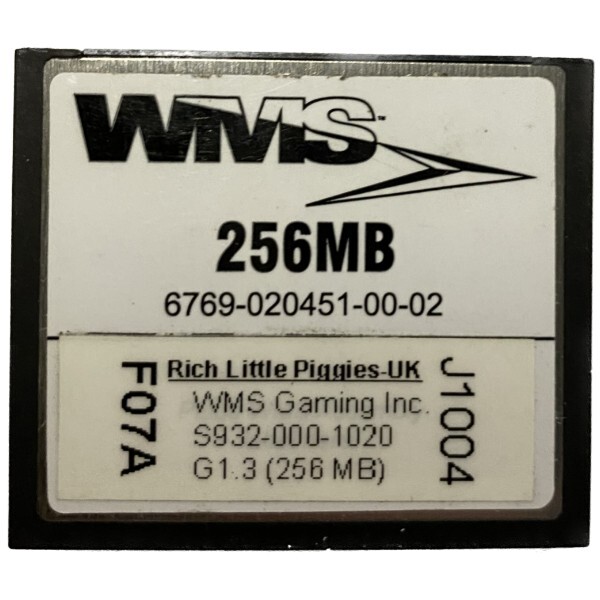 WMS™
256MB
6769-020451-00-02
F07A
Rich Little Piggies-UK
WMS Gaming Inc.
S932-000-1020
G1.3 (256 MB)
J1004